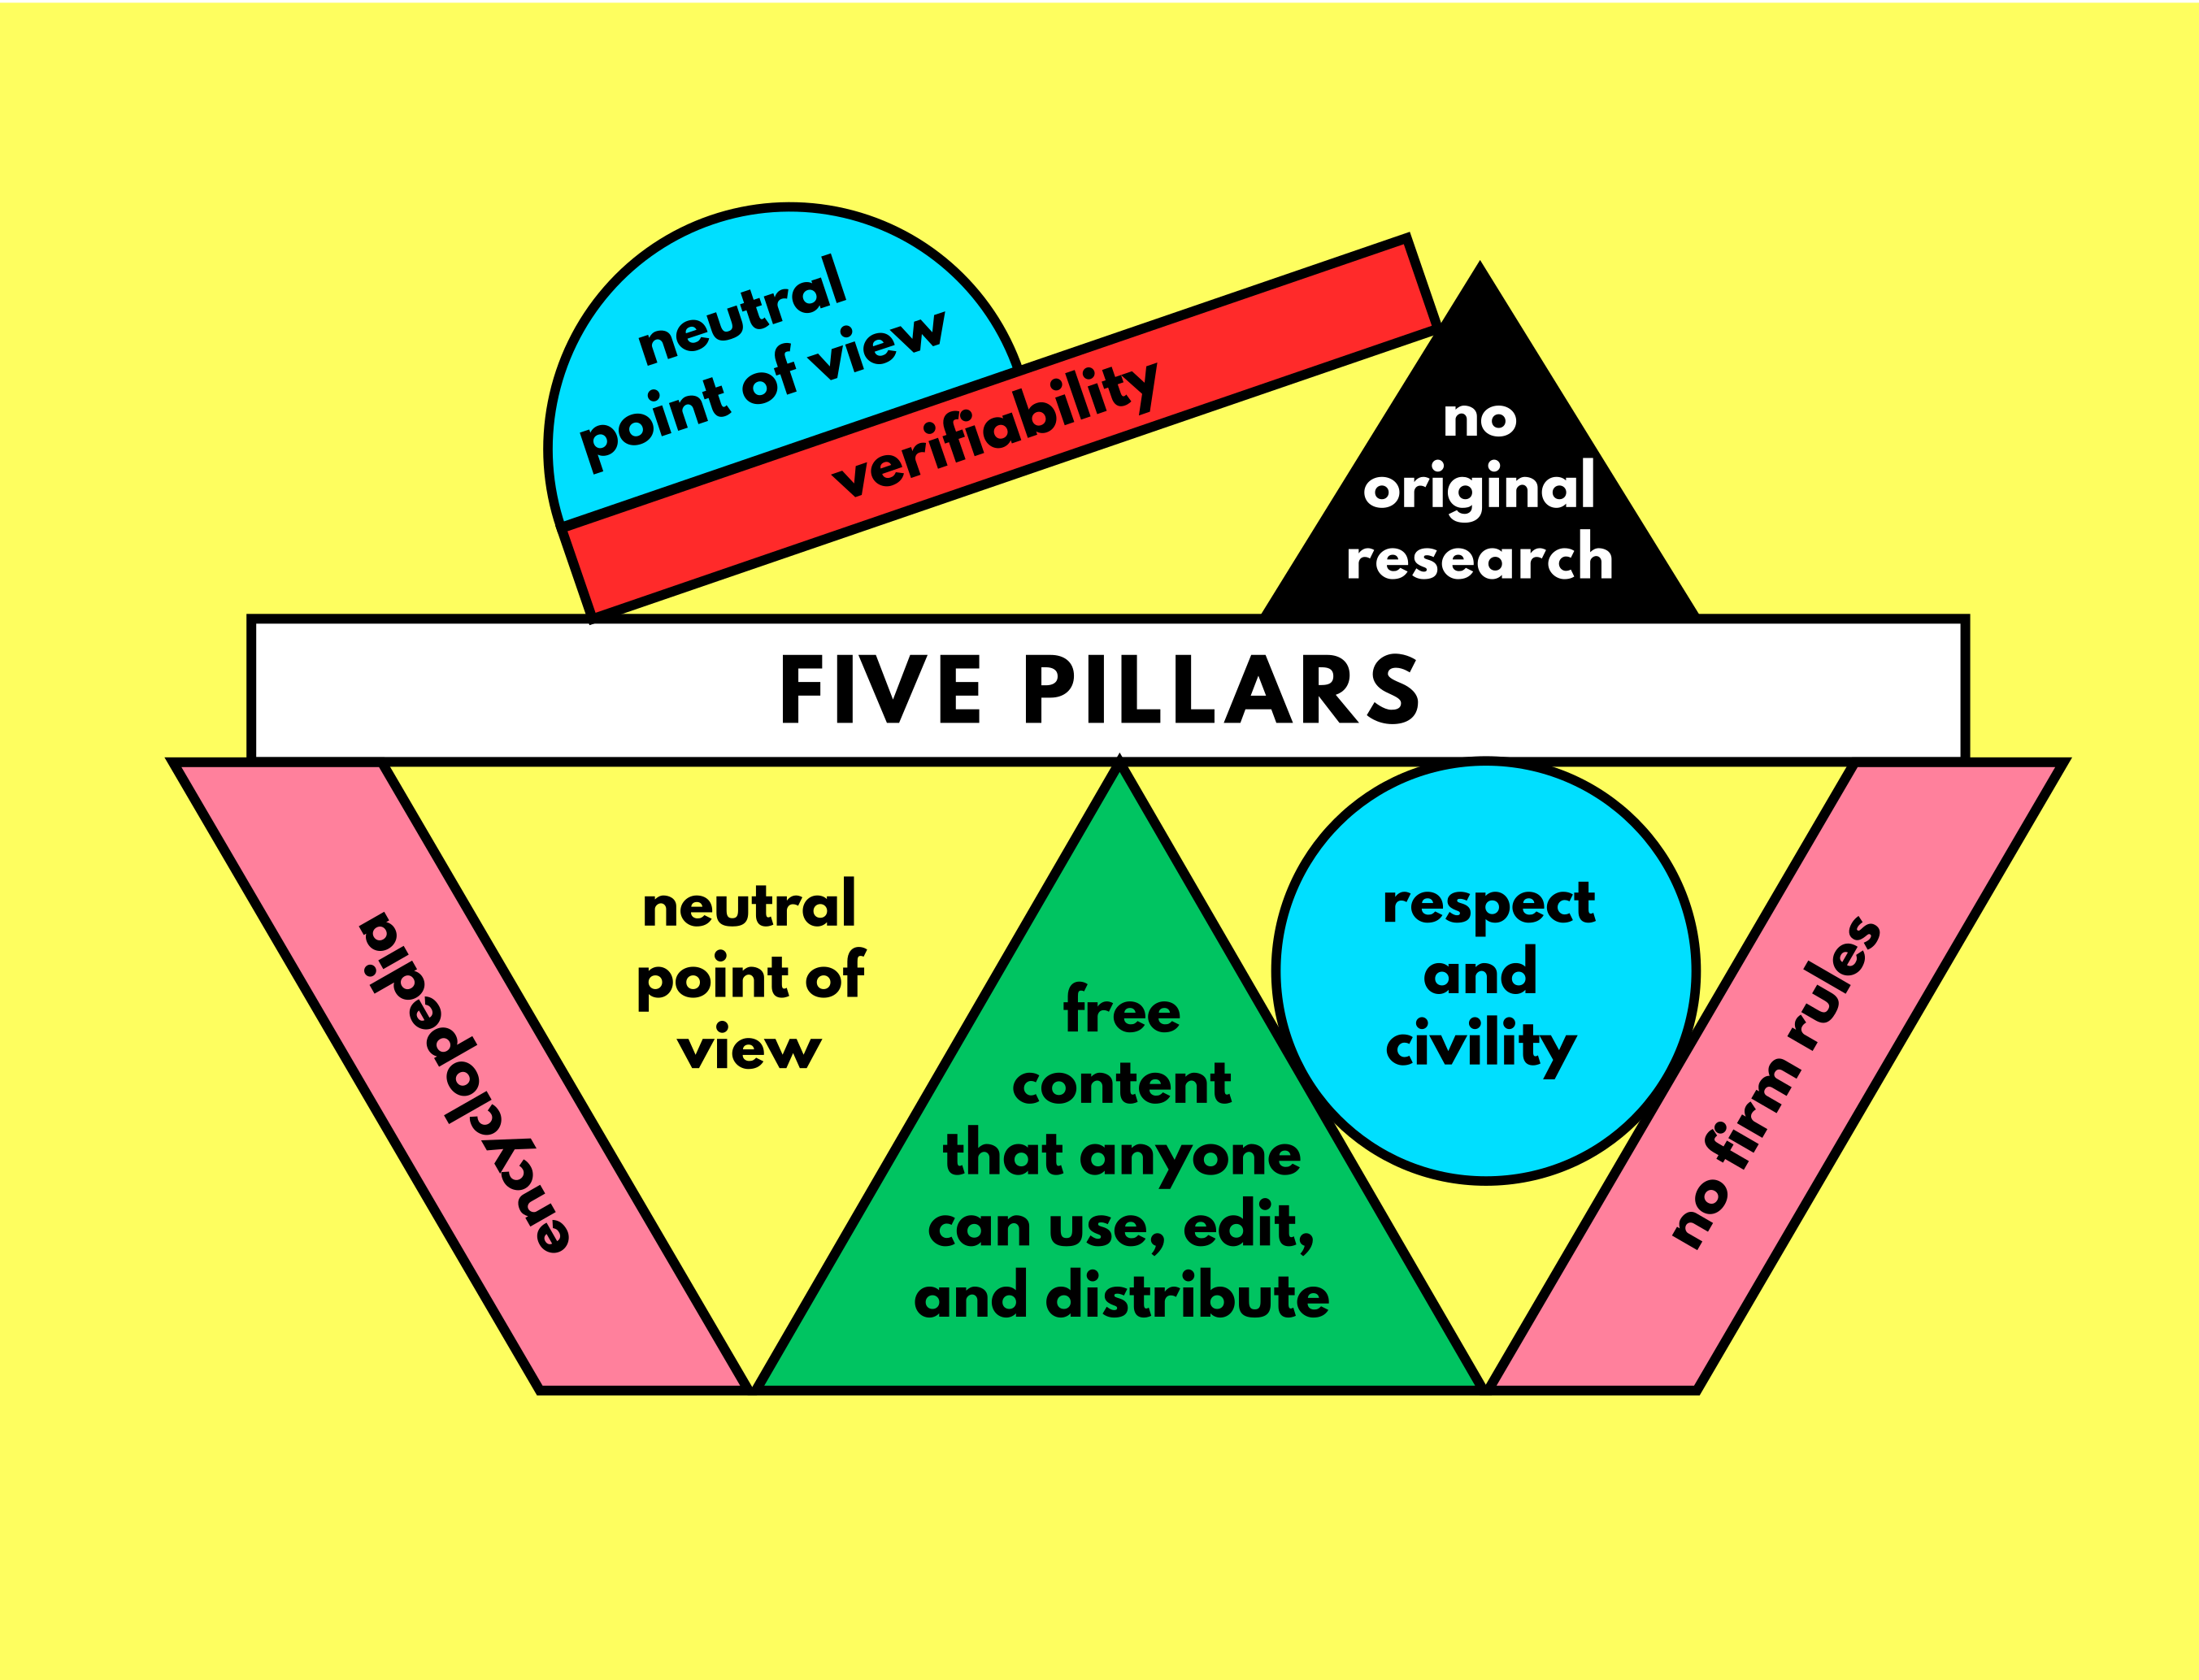 neutral
point of view
verifiability
no
original
research
FIVE PILLARS
encyclopedia
neutral
point of
view
free
content
that anyone
can use, edit,
and distribute
respect
and
civility
no firm rules